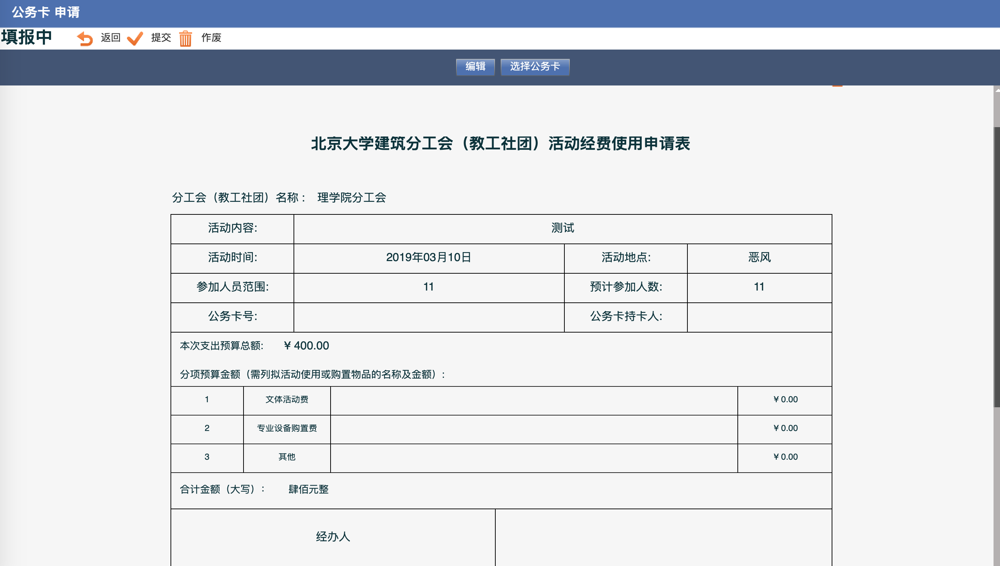 公务卡 申请
填报中 返回 提交 作废
编辑 选择公务卡
北京大学建筑分工会（教工社团）活动经费使用申请表
分工会（教工社团）名称： 理学院分工会
活动内容: 测试
活动时间: 2019年03月10日 活动地点: 恶风
参加人员范围: 11 预计参加人数: 11
公务卡号: 公务卡持卡人:
本次支出预算总额: ¥ 400.00
分项预算金额（需列拟活动使用或购置物品的名称及金额）:
1 文体活动费 ¥ 0.00
2 专业设备购置费 ¥ 0.00
3 其他 ¥ 0.00
合计金额（大写）: 肆佰元整
经办人